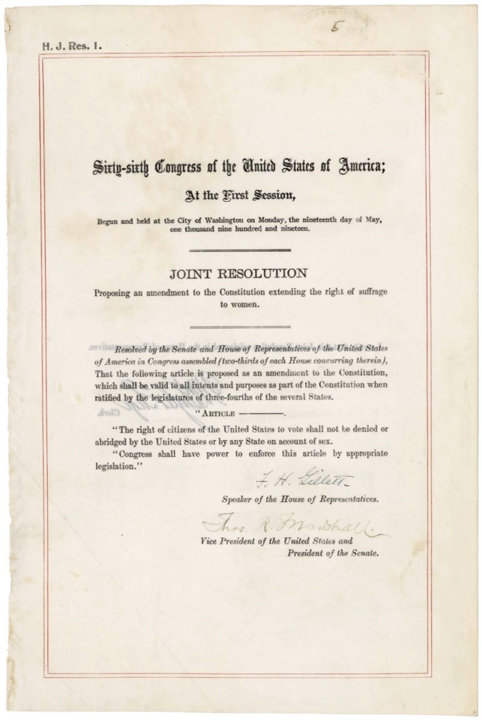 5
H. J. Res. 1.
Sixty-sixth Congress of the United States of America;
At the First Session,
Begun and held at the City of Washington on Monday, the nineteenth day of May,
one thousand nine hundred and nineteen.
JOINT RESOLUTION
Proposing an amendment to the Constitution extending the right of suffrage
to women.
Resolved by the Senate and House of Representatives of the United States
of America in Congress assembled (two-thirds of each House concurring therein),
That the following article is proposed as an amendment to the Constitution,
which shall be valid to all intents and purposes as part of the Constitution when
ratified by the legislatures of three-fourths of the several States.
"ARTICLE ————.
"The right of citizens of the United States to vote shall not be denied or
abridged by the United States or by any State on account of sex.
"Congress shall have power to enforce this article by appropriate
legislation."
F. H. Gillett
Speaker of the House of Representatives.
Thos. R. Marshall
Vice President of the United States and
President of the Senate.